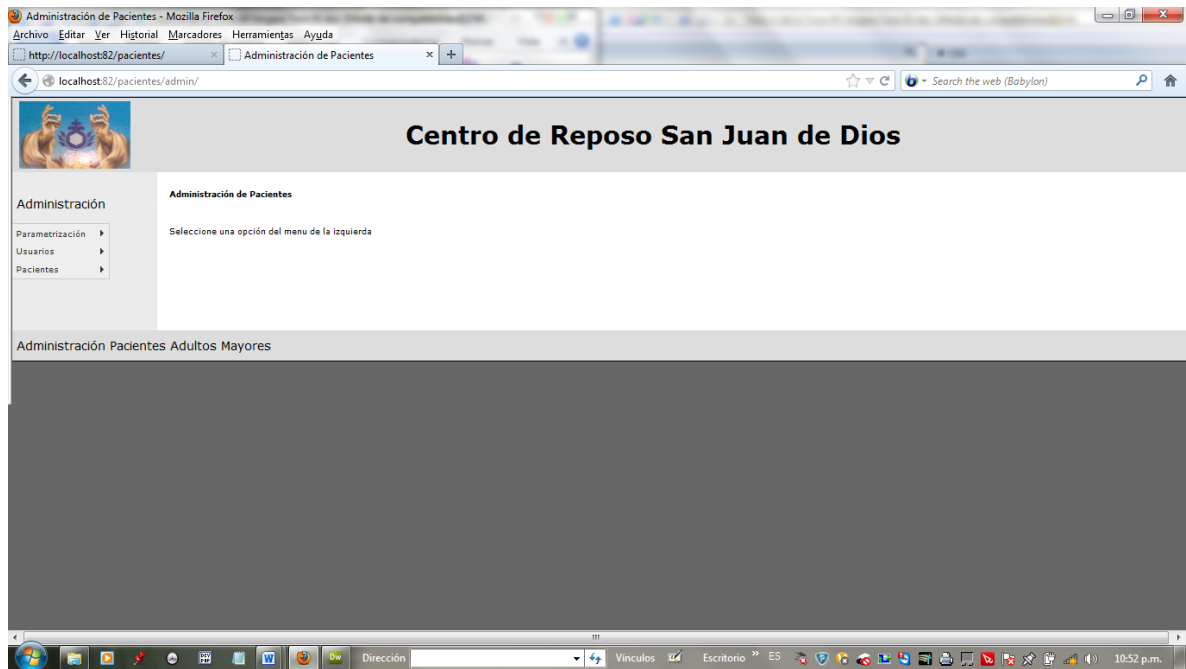 Administración de Pacientes - Mozilla Firefox
Archivo Editar Ver Historial Marcadores Herramientas Ayuda
http://localhost:82/pacientes/ × Administración de Pacientes × +
localhost:82/pacientes/admin/ Search the web (Babylon)
Centro de Reposo San Juan de Dios
Administración
Administración de Pacientes
Parametrización
Usuarios
Pacientes
Seleccione una opción del menu de la izquierda
Administración Pacientes Adultos Mayores
Dirección Vínculos Escritorio » ES 10:52 p.m.